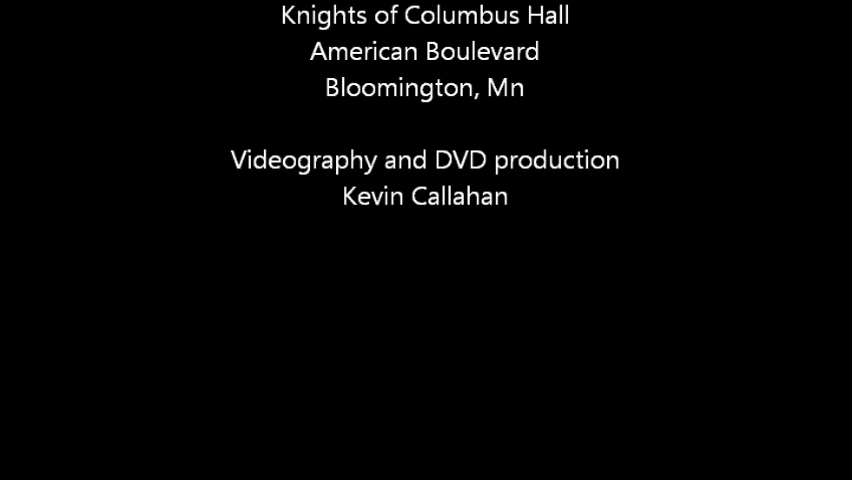 Knights of Columbus Hall
American Boulevard
Bloomington, Mn
Videography and DVD production
Kevin Callahan